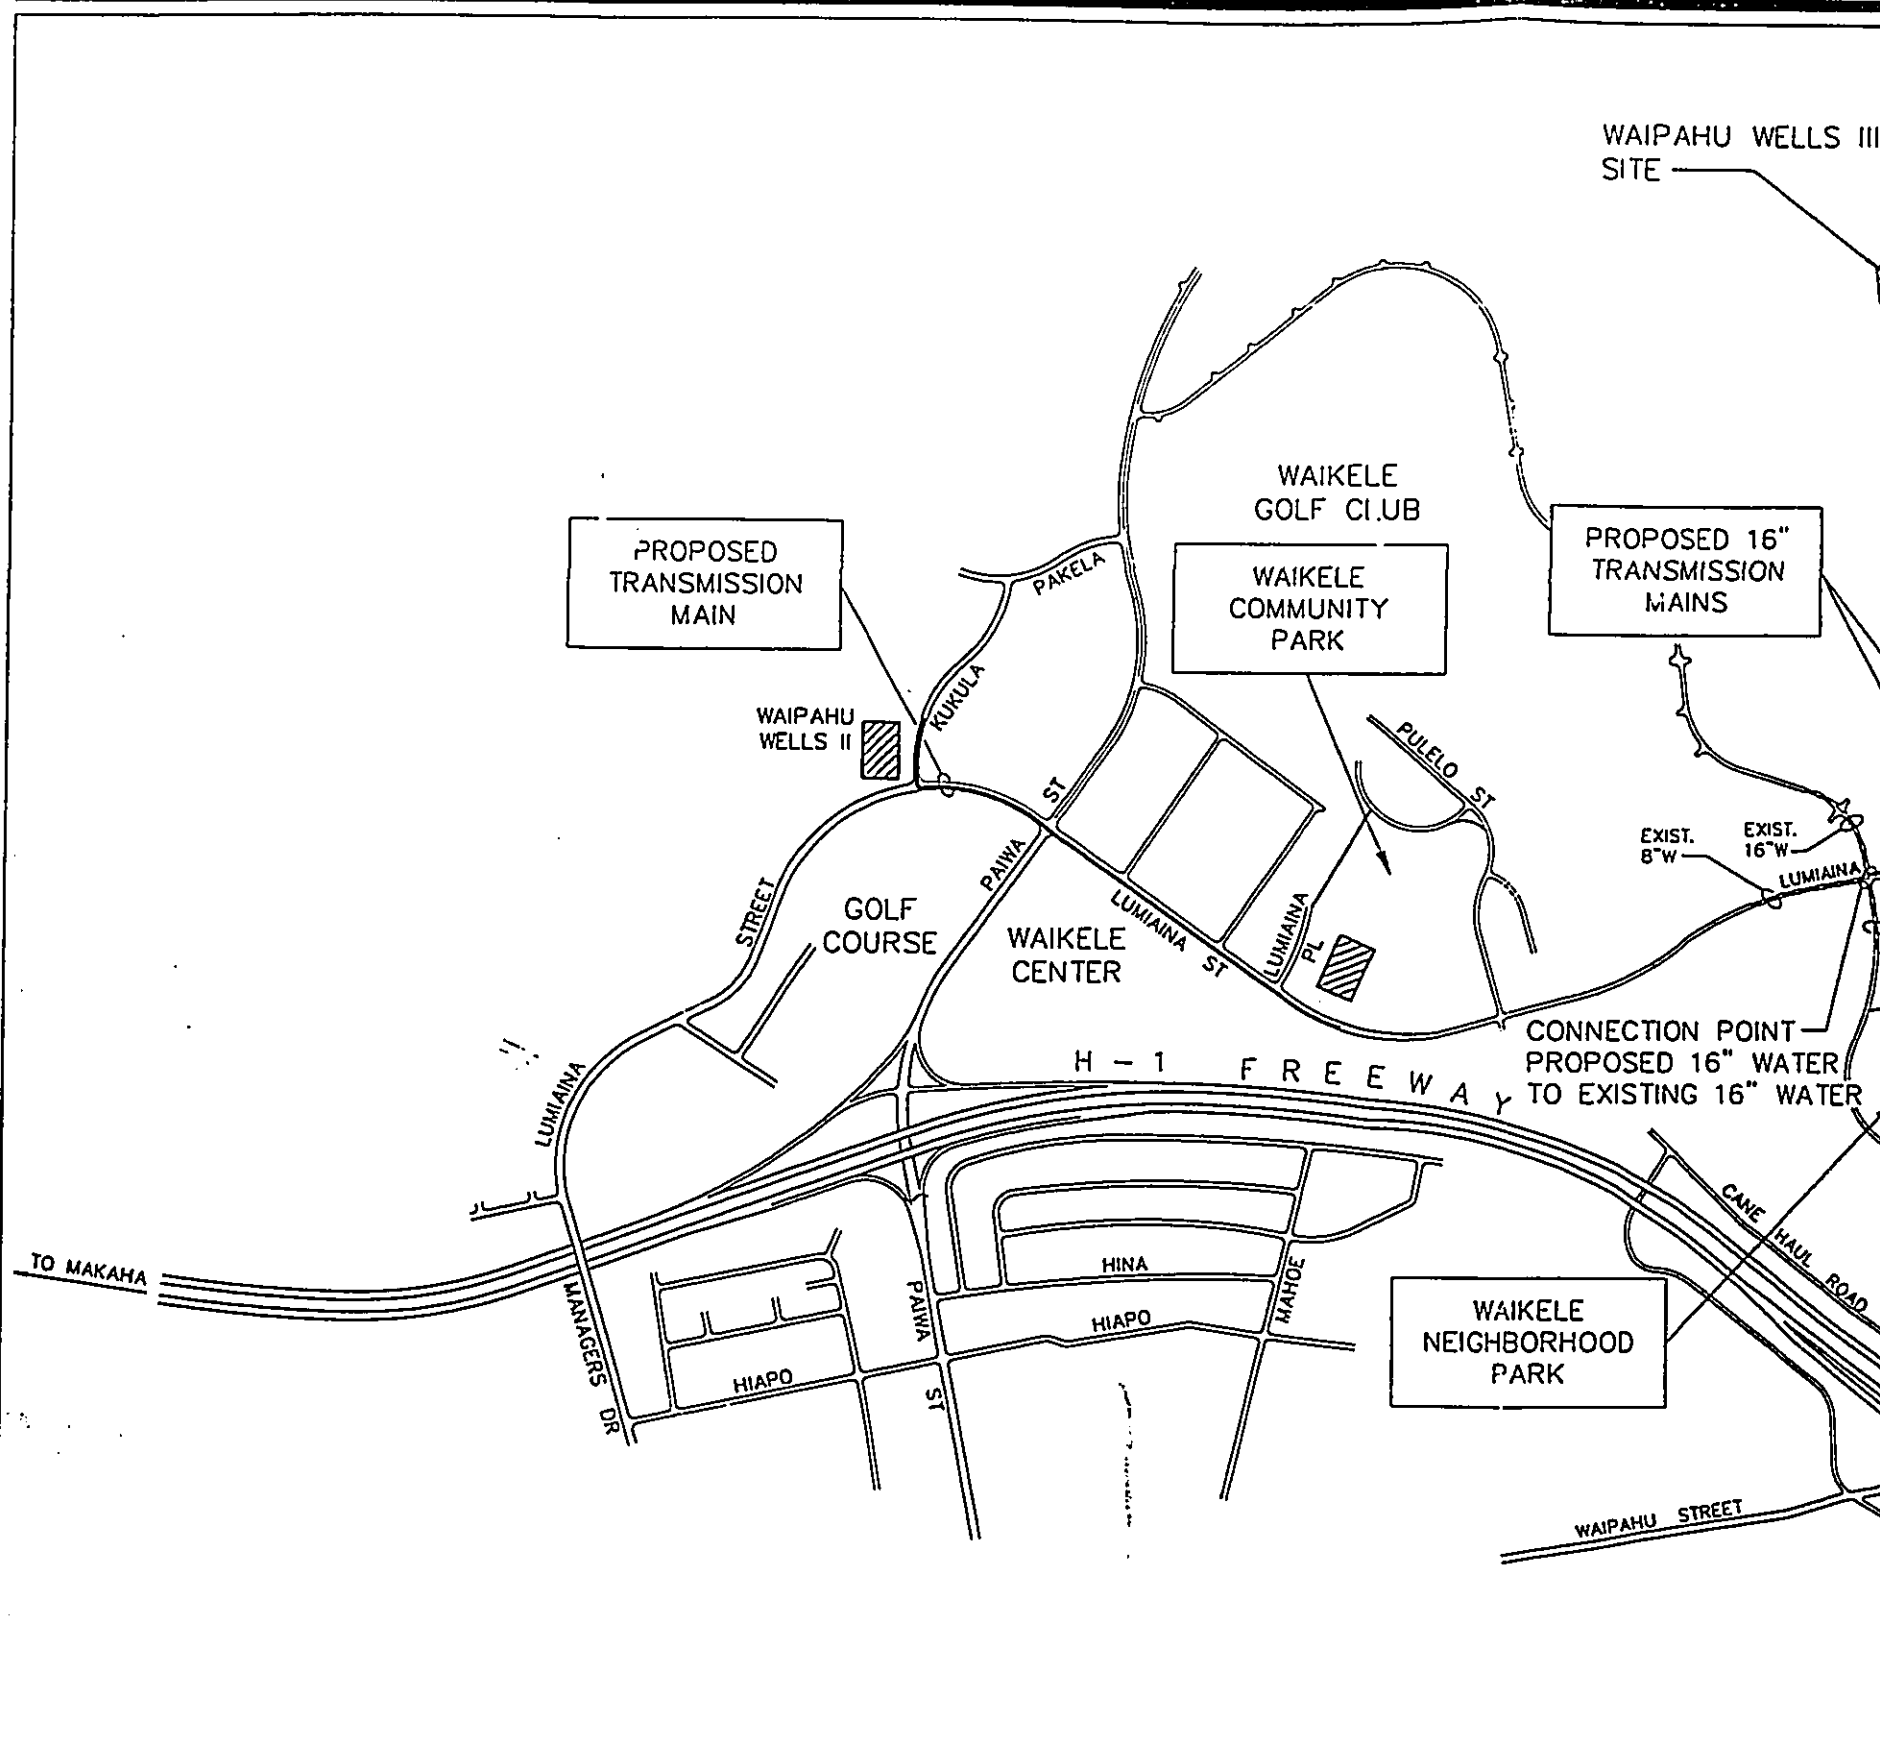 WAIPAHU WELLS III
SITE
WAIKELE
GOLF CLUB
PROPOSED
TRANSMISSION
MAIN
WAIKELE
COMMUNITY
PARK
PROPOSED 16"
TRANSMISSION
MAINS
PAKELA
KUKULA
WAIPAHU
WELLS II
PULELO ST
ST
PAIWA
EXIST.
8"W
EXIST.
16"W
LUMIAINA
STREET
GOLF
COURSE
WAIKELE
CENTER
LUMIAINA ST
LUMIAINA
PL
LUMIAINA
CONNECTION POINT
PROPOSED 16" WATER
TO EXISTING 16" WATER
H-1 FREEWAY
CANE HAUL ROAD
TO MAKAHA
MANAGERS DR
PAIWA
ST
HINA
HIAPO
MAHOE
HIAPO
WAIKELE
NEIGHBORHOOD
PARK
WAIPAHU STREET